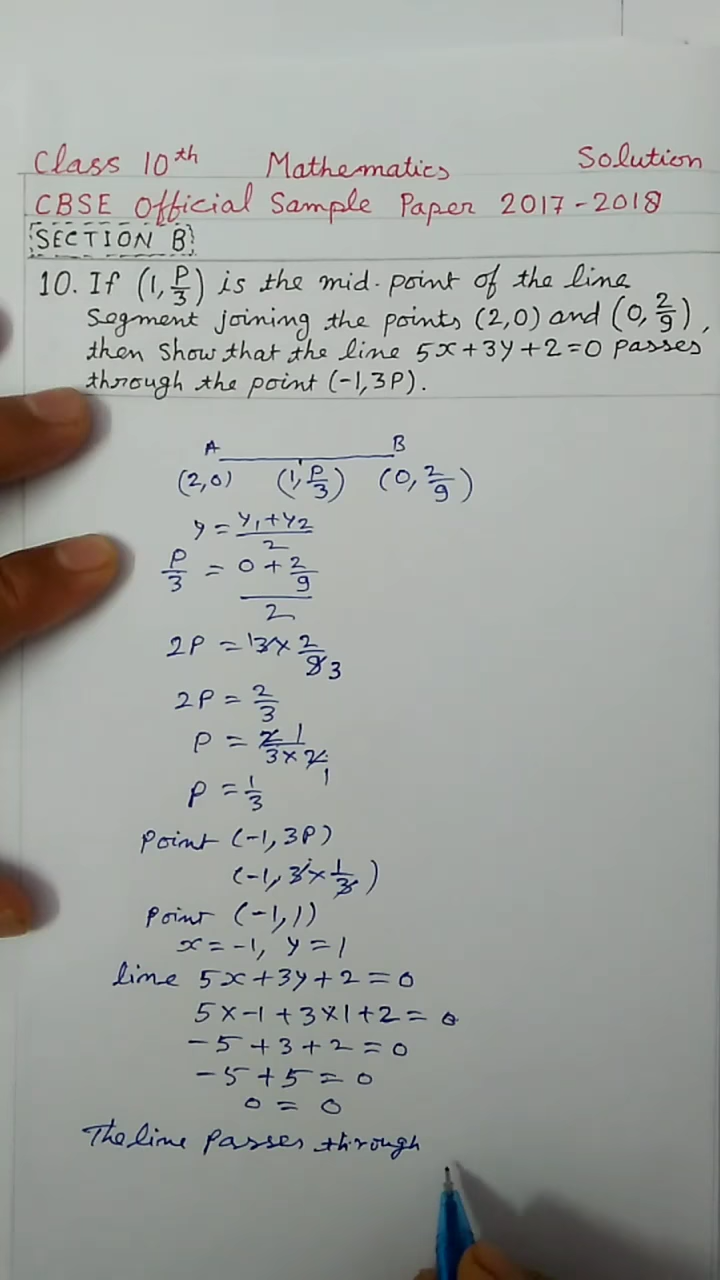 Class 10th Mathematics Solution
CBSE Official Sample Paper 2017-2018
SECTION B
10. If (1, P/3) is the mid-point of the line
Segment joining the points (2,0) and (0, 2/9),
then Show that the line 5x+3y+2=0 passes
through the point (-1,3P).
A B
(2,0) (1, P/3) (0, 2/9)
y = (y₁+y₂)/2
P/3 = (0 + 2/9)/2
2P = 13 × 2/9 3
2P = 2/3
P = 2 1/(3×2 1)
P = 1/3
Point (-1,3P)
(-1, 3 × 1/3)
Point (-1,1)
x = -1, y = 1
line 5x+3y+2=0
5×-1+3×1+2=0
-5+3+2=0
-5+5=0
0 = 0
The line Passes through